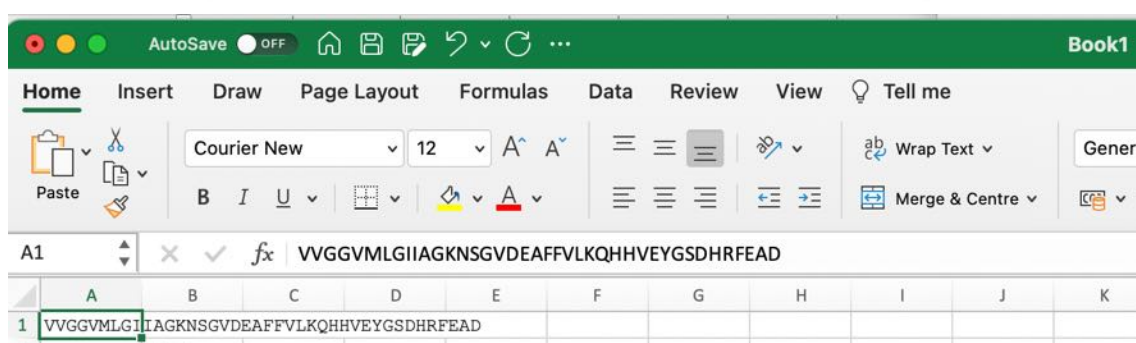 AutoSave OFF ... Book1
Home Insert Draw Page Layout Formulas Data Review View Tell me
Courier New 12 A A ab Wrap Text Gener
Paste B I U A Merge & Centre
A1 fx VVGGVMLGIIAGKNSGVDEAFFVLKQHHVEYGSDHRFEAD
A B C D E F G H I J K
1 VVGGVMLGIIAGKNSGVDEAFFVLKQHHVEYGSDHRFEAD